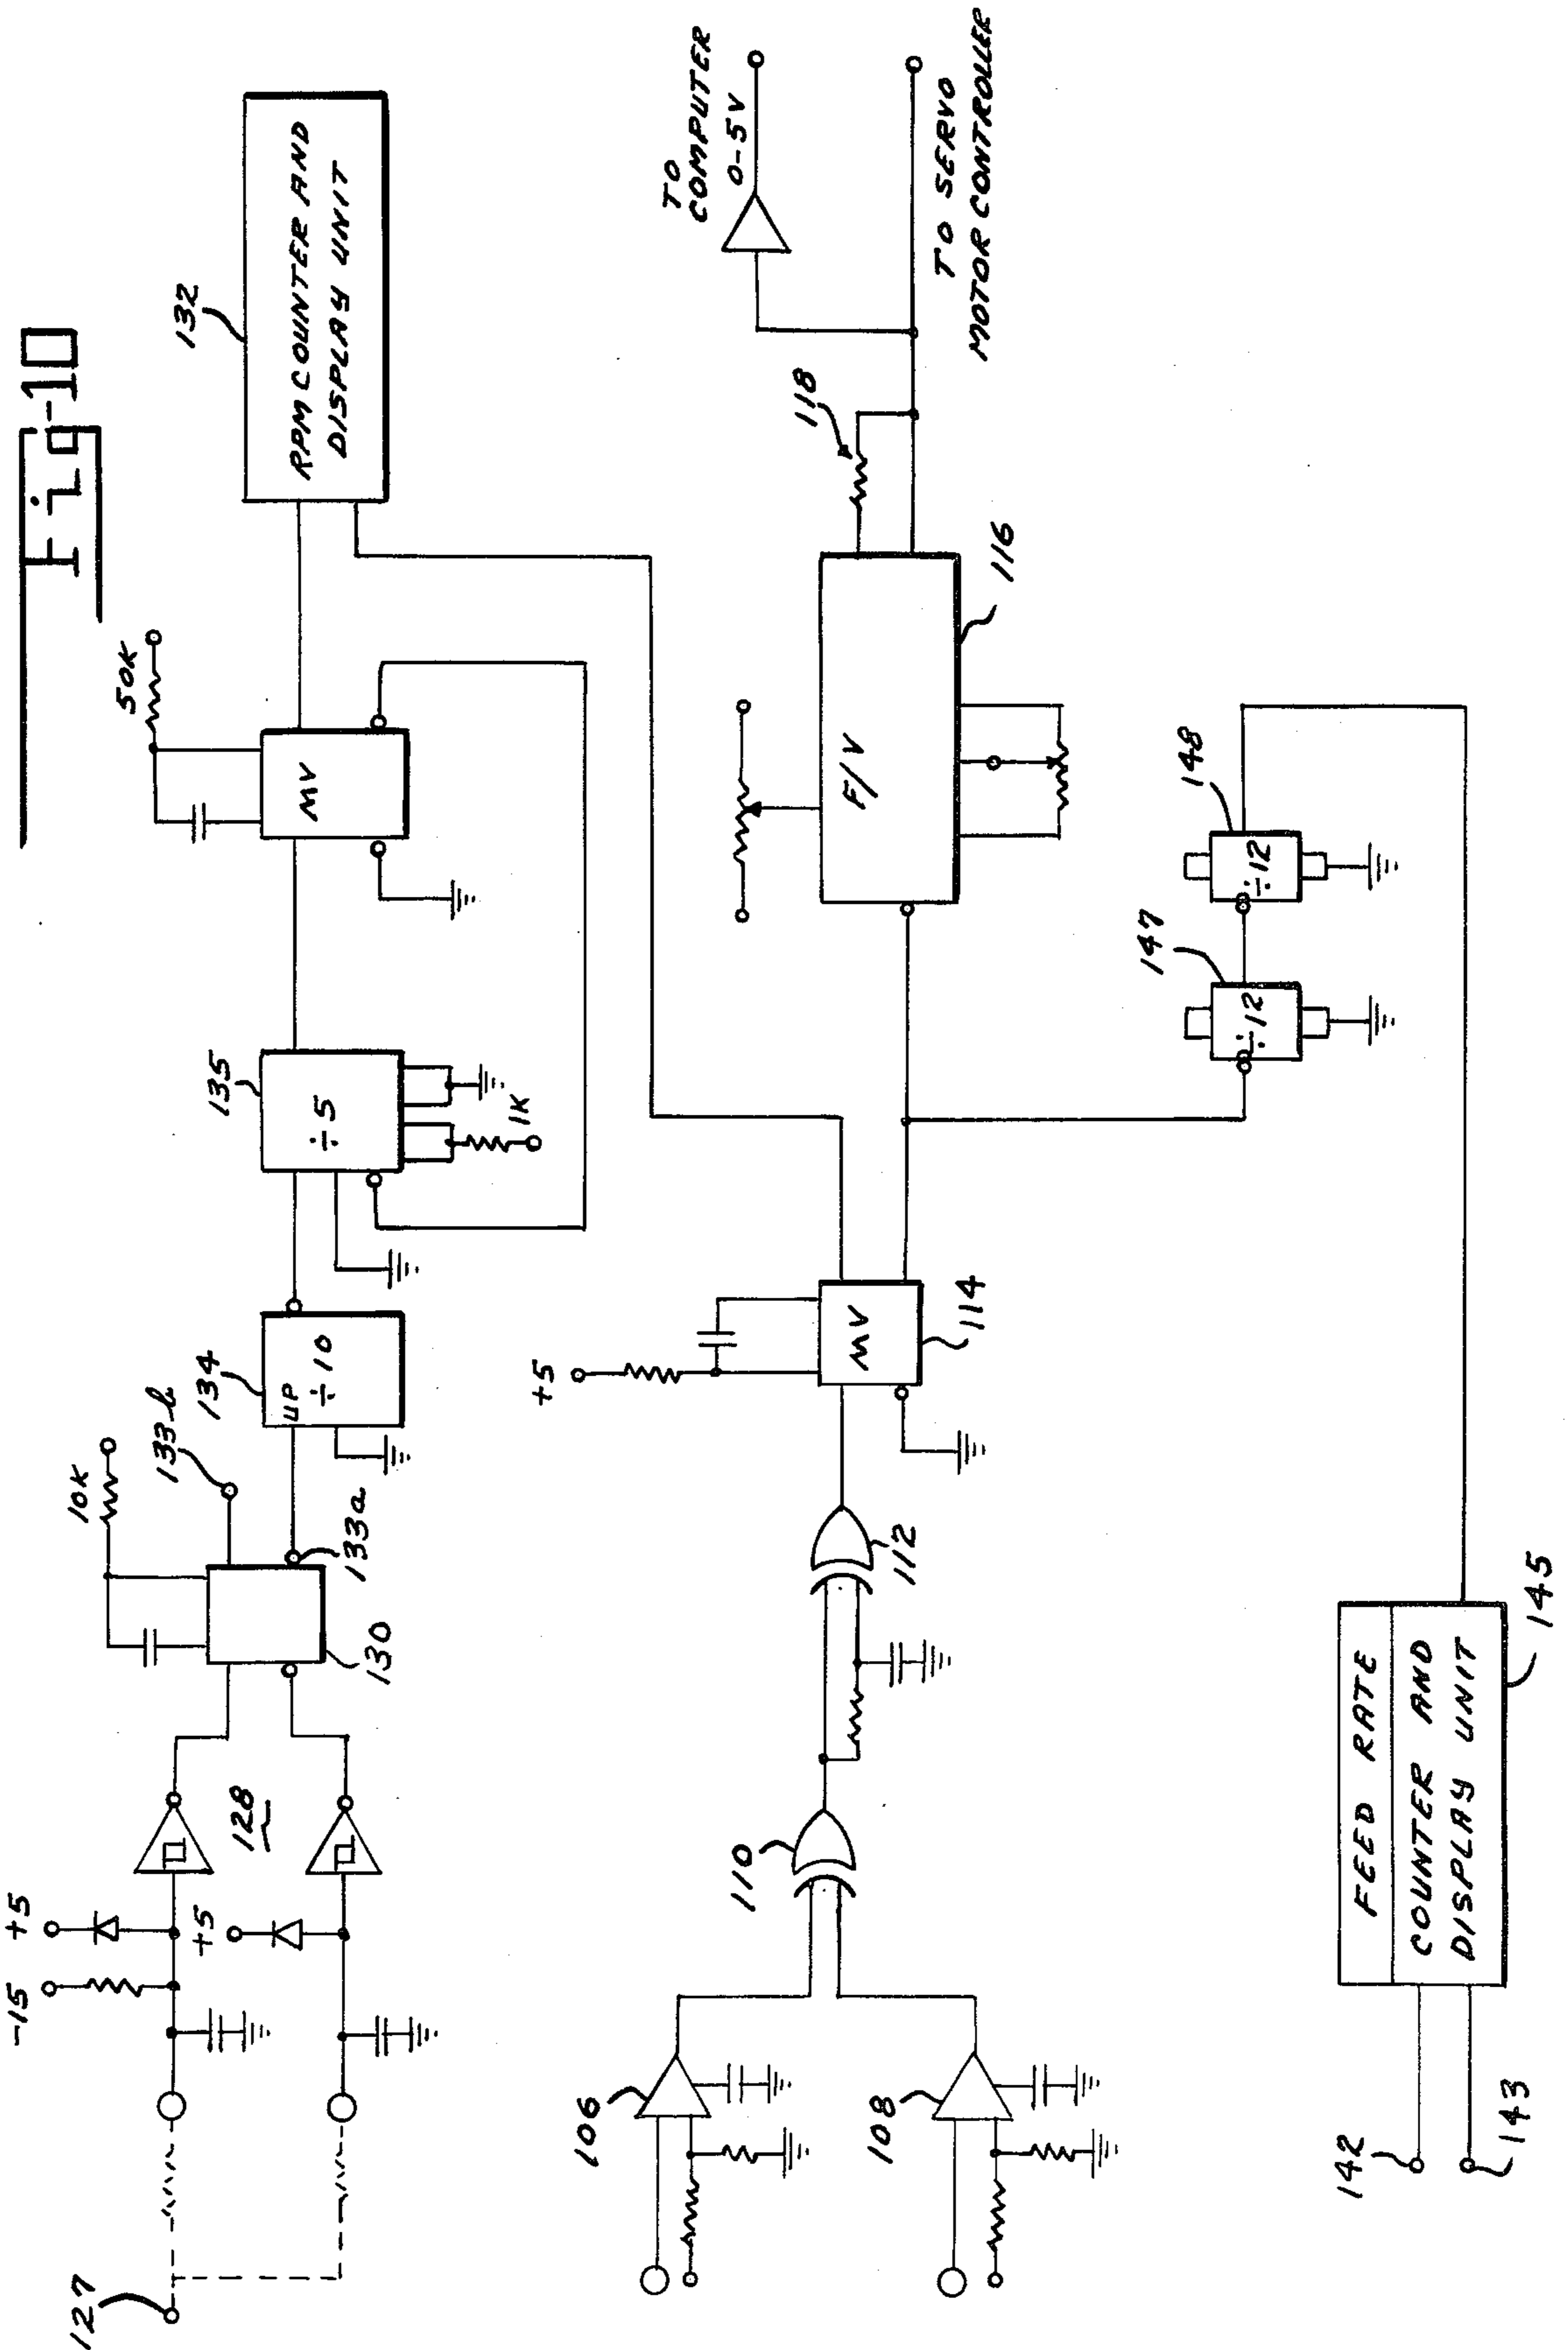 Fig-10
127
-15
+5
+5
128
130
10K
133b
133a
134
UP
÷10
135
÷5
1K
50K
MV
132
RPM COUNTER AND
DISPLAY UNIT
106
108
110
112
+5
MV
114
F/V
116
118
TO
COMPUTER
0-5V
TO SERVO
MOTOR CONTROLLER
147
÷12
148
÷12
142
143
FEED RATE
COUNTER AND
DISPLAY UNIT
145